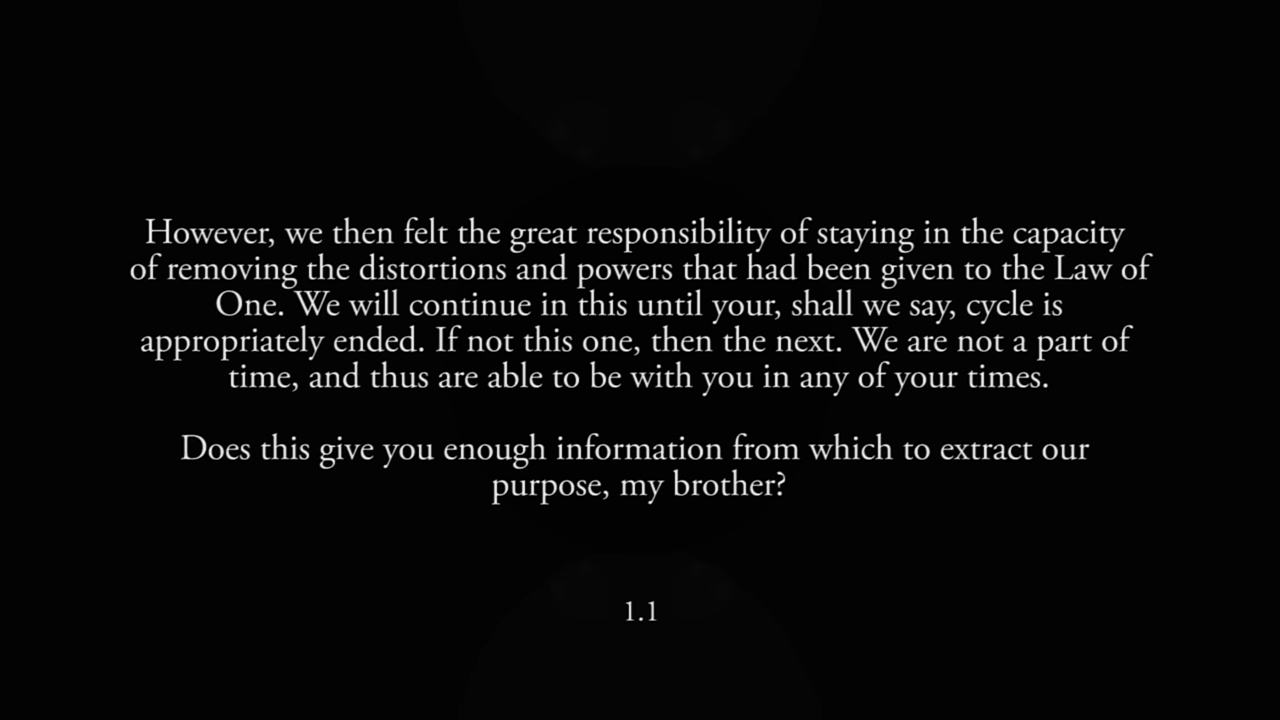 However, we then felt the great responsibility of staying in the capacity
of removing the distortions and powers that had been given to the Law of
One. We will continue in this until your, shall we say, cycle is
appropriately ended. If not this one, then the next. We are not a part of
time, and thus are able to be with you in any of your times.
Does this give you enough information from which to extract our
purpose, my brother?
1.1